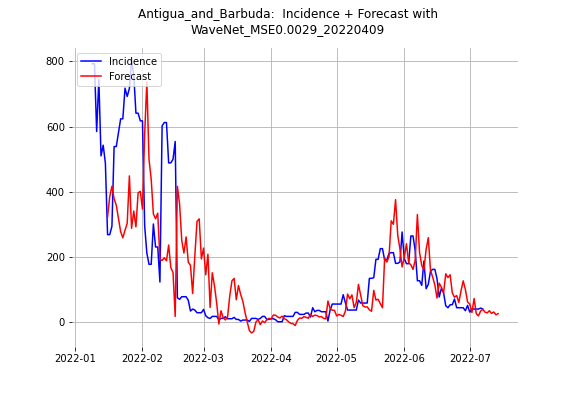 Antigua_and_Barbuda:  Incidence + Forecast with
WaveNet_MSE0.0029_20220409
Incidence
Forecast
800
600
400
200
0
2022-01 2022-02 2022-03 2022-04 2022-05 2022-06 2022-07